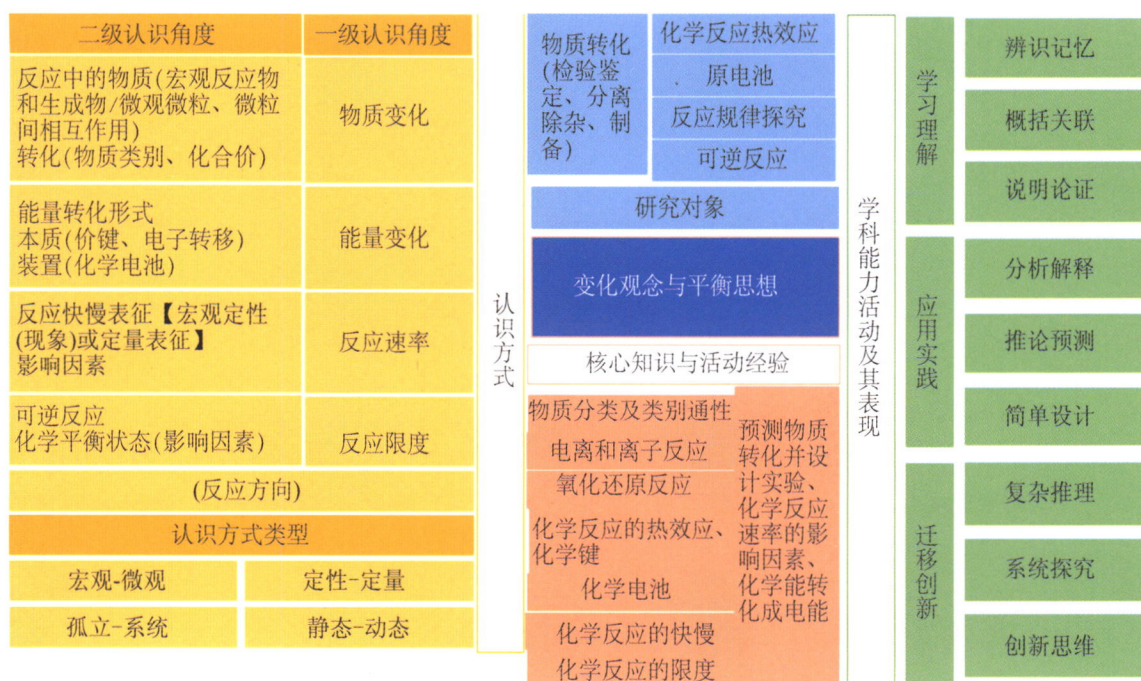 二级认识角度
一级认识角度
反应中的物质(宏观反应物
和生成物/微观微粒、微粒
间相互作用)
转化(物质类别、化合价)
物质变化
能量转化形式
本质(价键、电子转移)
装置(化学电池)
能量变化
反应快慢表征【宏观定性
(现象)或定量表征】
影响因素
反应速率
可逆反应
化学平衡状态(影响因素)
反应限度
(反应方向)
认识方式类型
宏观-微观
定性-定量
孤立-系统
静态-动态
认识方式
物质转化
(检验鉴
定、分离
除杂、制
备)
化学反应热效应
原电池
反应规律探究
可逆反应
研究对象
变化观念与平衡思想
核心知识与活动经验
物质分类及类别通性
电离和离子反应
氧化还原反应
化学反应的热效应、
化学键
化学电池
化学反应的快慢
化学反应的限度
预测物质
转化并设
计实验、
化学反应
速率的影
响因素、
化学能转
化成电能
学科能力活动及其表现
学习理解
辨识记忆
概括关联
说明论证
应用实践
分析解释
推论预测
简单设计
迁移创新
复杂推理
系统探究
创新思维